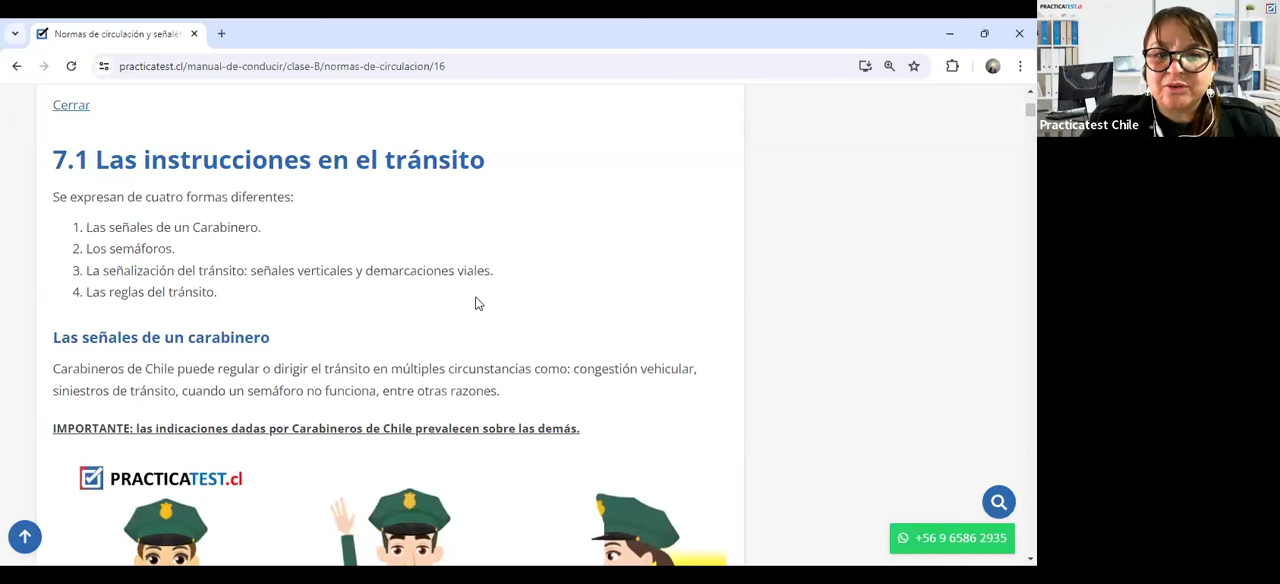 Normas de circulación y señale
practicatest.cl/manual-de-conducir/clase-B/normas-de-circulacion/16
PRACTICATEST.cl
Practicatest Chile
Cerrar
7.1 Las instrucciones en el tránsito
Se expresan de cuatro formas diferentes:
1. Las señales de un Carabinero.
2. Los semáforos.
3. La señalización del tránsito: señales verticales y demarcaciones viales.
4. Las reglas del tránsito.
Las señales de un carabinero
Carabineros de Chile puede regular o dirigir el tránsito en múltiples circunstancias como: congestión vehicular,
siniestros de tránsito, cuando un semáforo no funciona, entre otras razones.
IMPORTANTE: las indicaciones dadas por Carabineros de Chile prevalecen sobre las demás.
PRACTICATEST.cl
+56 9 6586 2935